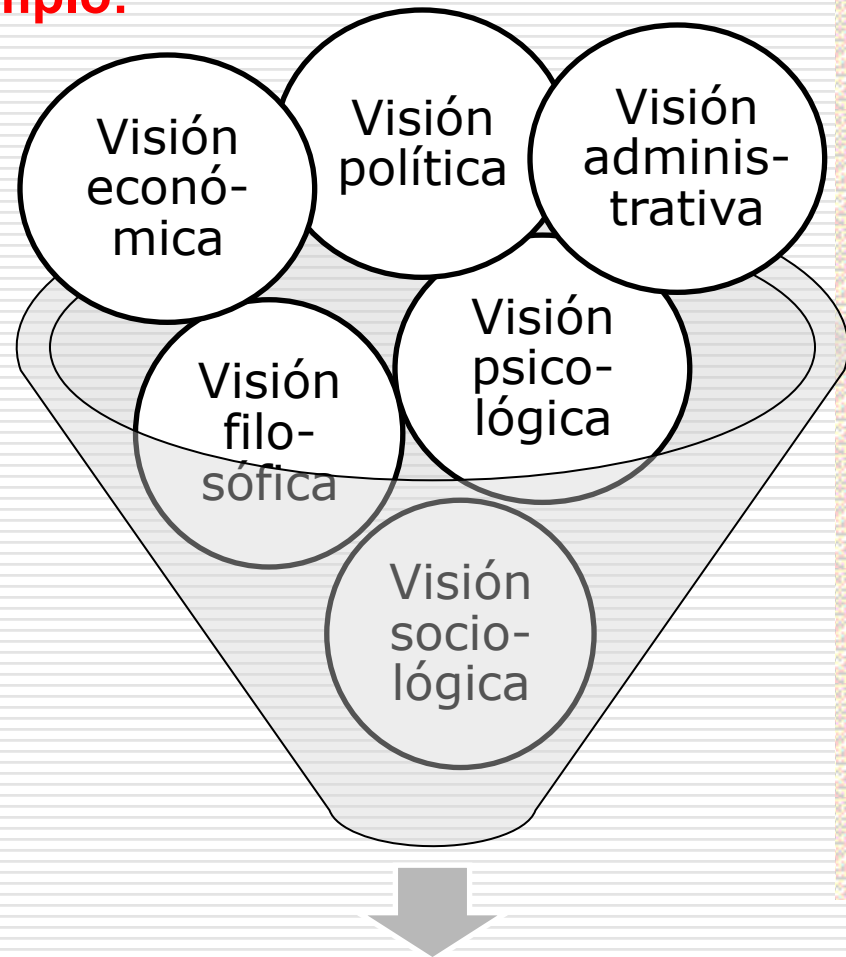 Visión
econó-
mica
Visión
política
Visión
adminis-
trativa
Visión
filo-
sófica
Visión
psico-
lógica
Visión
socio-
lógica